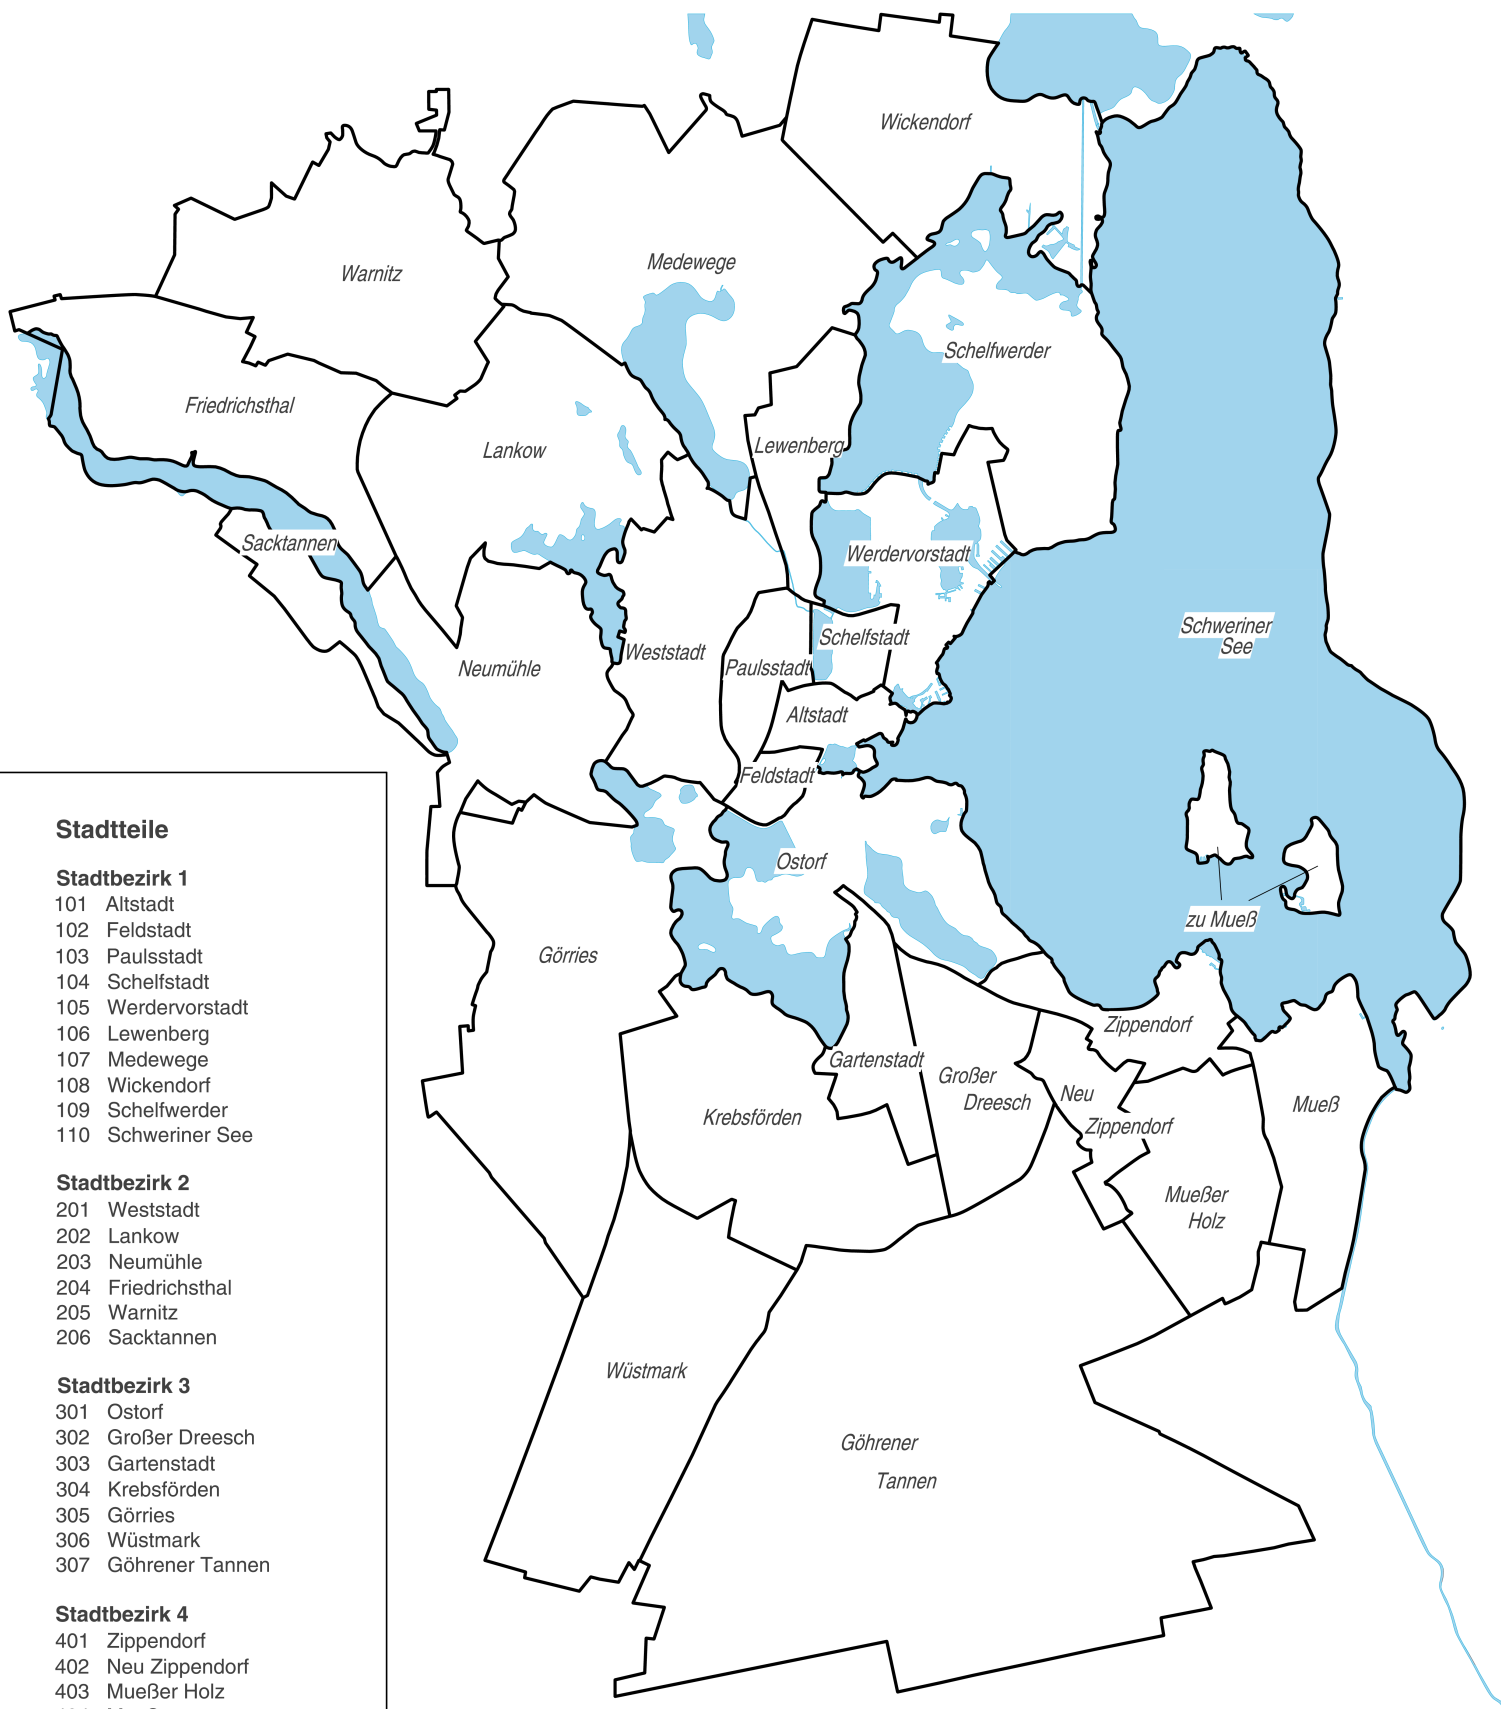 Wickendorf
Medewege
Warnitz
Schelfwerder
Friedrichsthal
Lankow
Lewenberg
Sacktannen
Werdervorstadt
Schweriner
See
Schelfstadt
Weststadt
Paulsstadt
Neumühle
Altstadt
Feldstadt
Ostorf
zu Mueß
Görries
Zippendorf
Gartenstadt
Großer
Dreesch
Neu
Zippendorf
Mueß
Krebsförden
Mueßer
Holz
Wüstmark
Göhrener
Tannen
Stadtteile
Stadtbezirk 1
101 Altstadt
102 Feldstadt
103 Paulsstadt
104 Schelfstadt
105 Werdervorstadt
106 Lewenberg
107 Medewege
108 Wickendorf
109 Schelfwerder
110 Schweriner See
Stadtbezirk 2
201 Weststadt
202 Lankow
203 Neumühle
204 Friedrichsthal
205 Warnitz
206 Sacktannen
Stadtbezirk 3
301 Ostorf
302 Großer Dreesch
303 Gartenstadt
304 Krebsförden
305 Görries
306 Wüstmark
307 Göhrener Tannen
Stadtbezirk 4
401 Zippendorf
402 Neu Zippendorf
403 Mueßer Holz